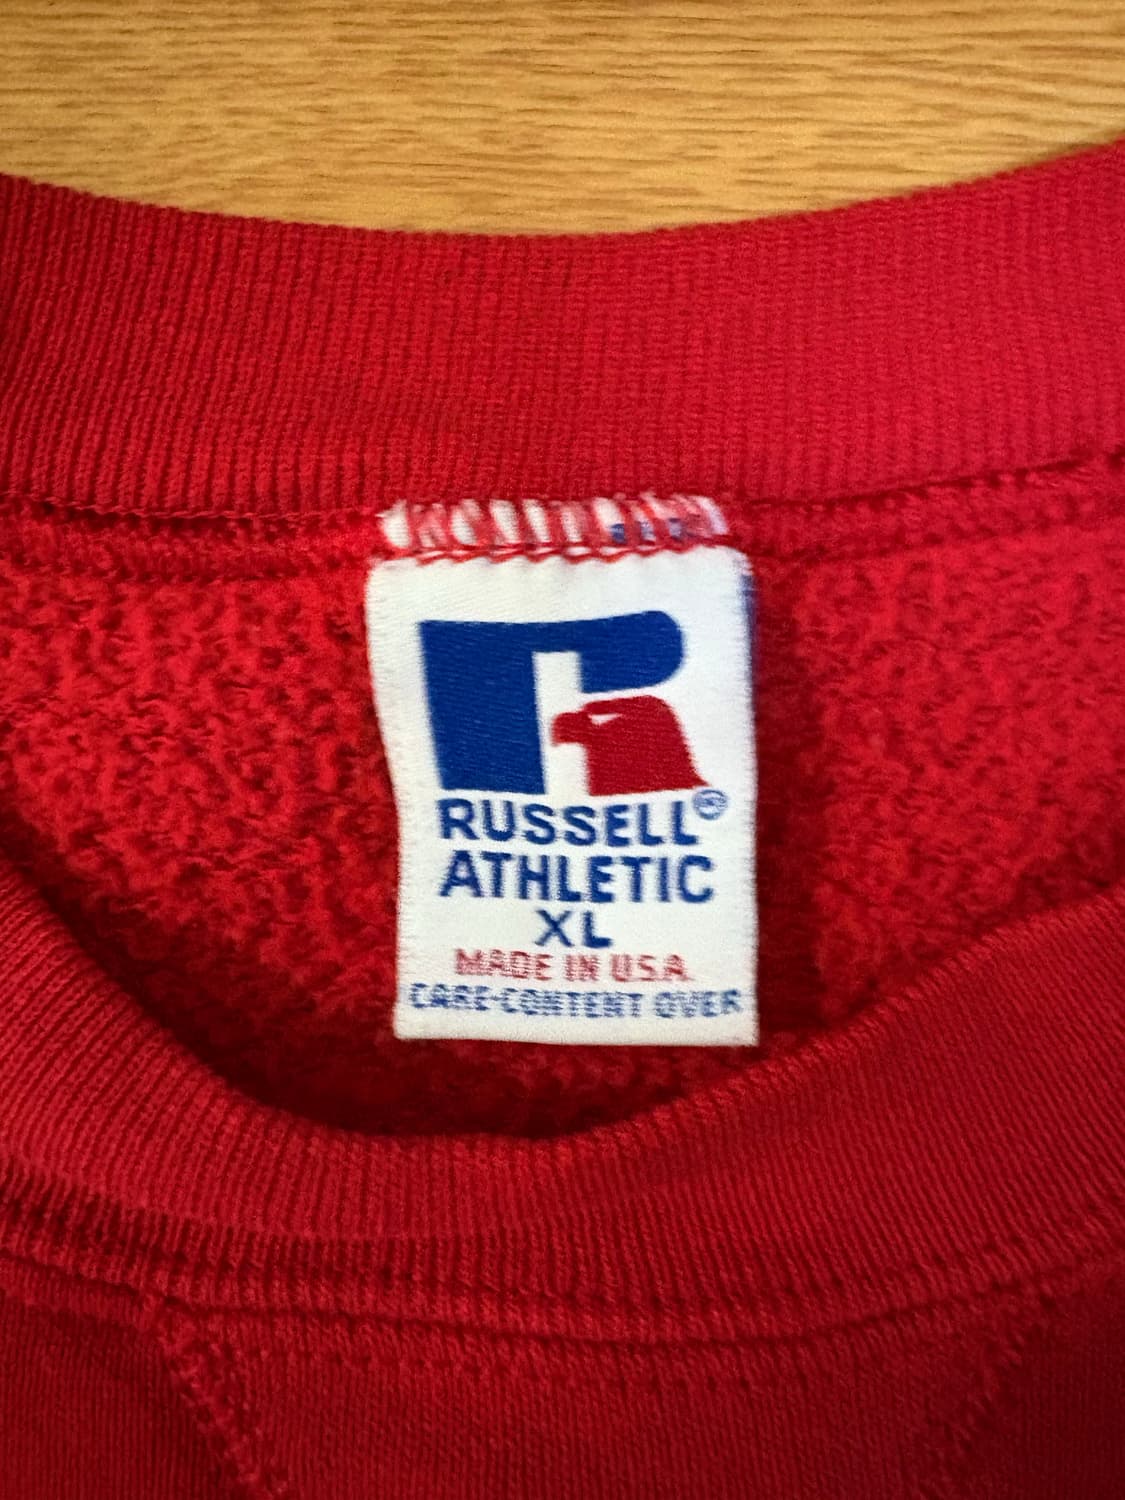 RUSSELL®
ATHLETIC
XL
MADE IN U.S.A.
CARE-CONTENT OVER